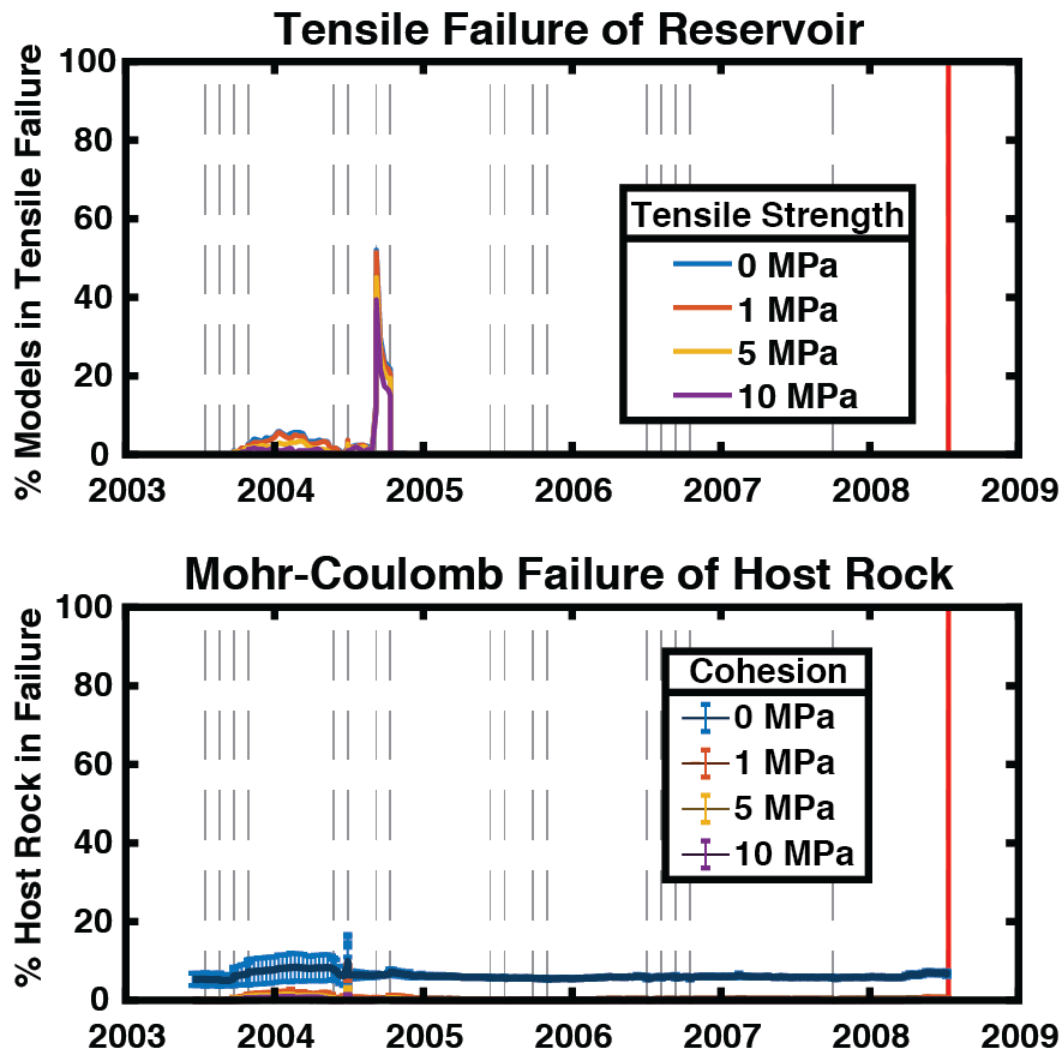 Tensile Failure of Reservoir
% Models in Tensile Failure
100
80
60
40
20
0
Tensile Strength
0 MPa
1 MPa
5 MPa
10 MPa
2003 2004 2005 2006 2007 2008 2009
Mohr-Coulomb Failure of Host Rock
% Host Rock in Failure
100
80
60
40
20
0
Cohesion
0 MPa
1 MPa
5 MPa
10 MPa
2003 2004 2005 2006 2007 2008 2009